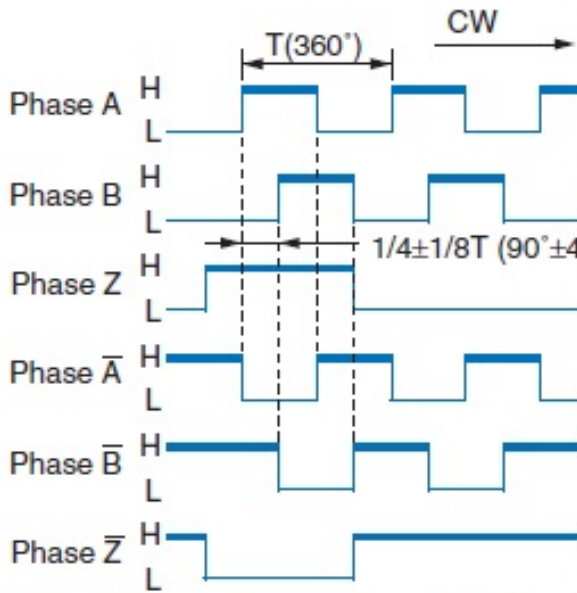 CW
T(360˚)
Phase A H
L
Phase B H
L
1/4±1/8T (90˚±4
Phase Z H
L
Phase A̅ H
L
Phase B̅ H
L
Phase Z̅ H
L